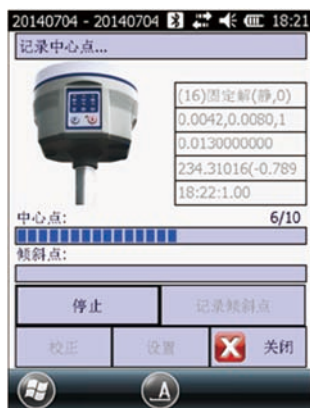 20140704 - 20140704 18:21
记录中心点...
(16)固定解(静,0)
0.0042,0.0080,1
0.0130000000
234.31016(-0.789
18:22:1.00
中心点: 6/10
倾斜点:
停止 记录倾斜点
校正 设置 关闭
A